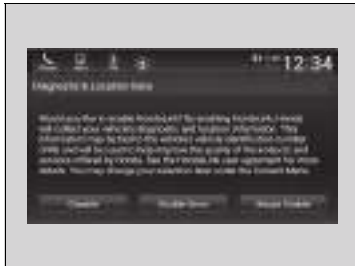 12:34
Diagnostic & Location Data
Would you like to enable HondaLink? By enabling HondaLink, Honda
will collect your vehicle's diagnostic and location information. This
information may be tied to the vehicle's vehicle identification number
(VIN) and will be used to help improve the quality of the products and
services offered by Honda. See the HondaLink user agreement for more
details. You may change your selection later under the Consent Menu.
Disable Enable Once Always Enable